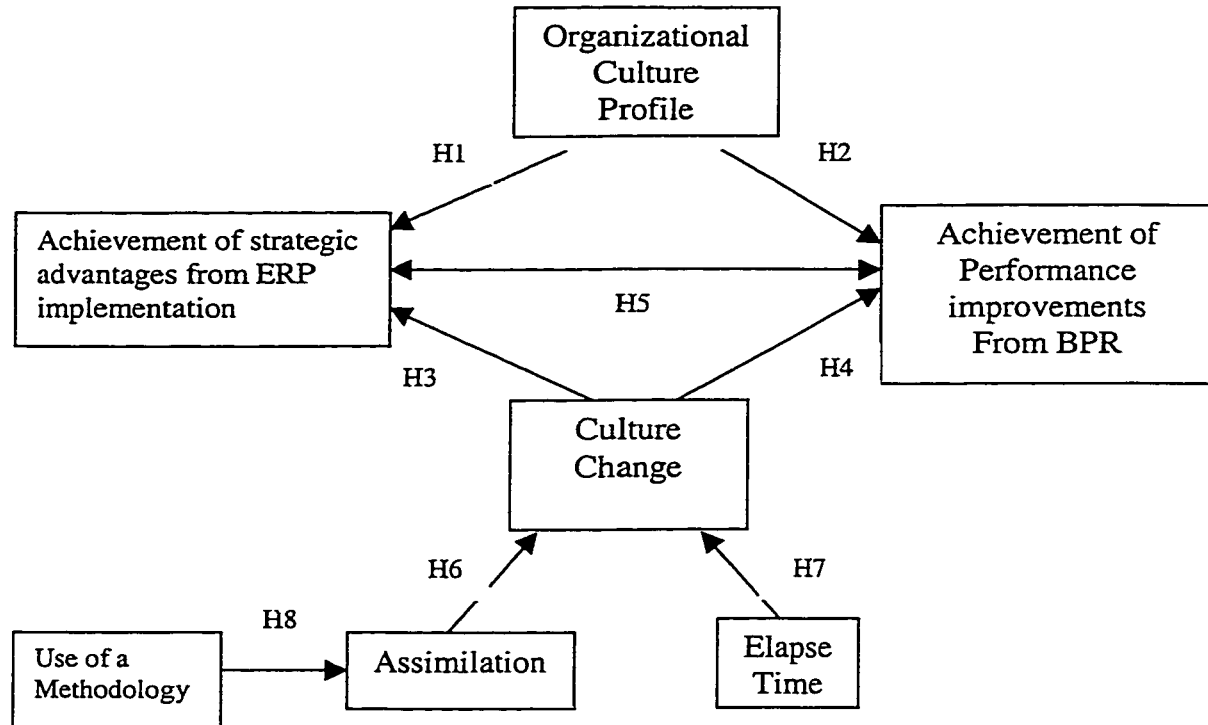 Organizational
Culture
Profile
H1
H2
Achievement of strategic
advantages from ERP
implementation
Achievement of
Performance
improvements
From BPR
H5
H3
H4
Culture
Change
H6
H7
H8
Use of a
Methodology
Assimilation
Elapse
Time